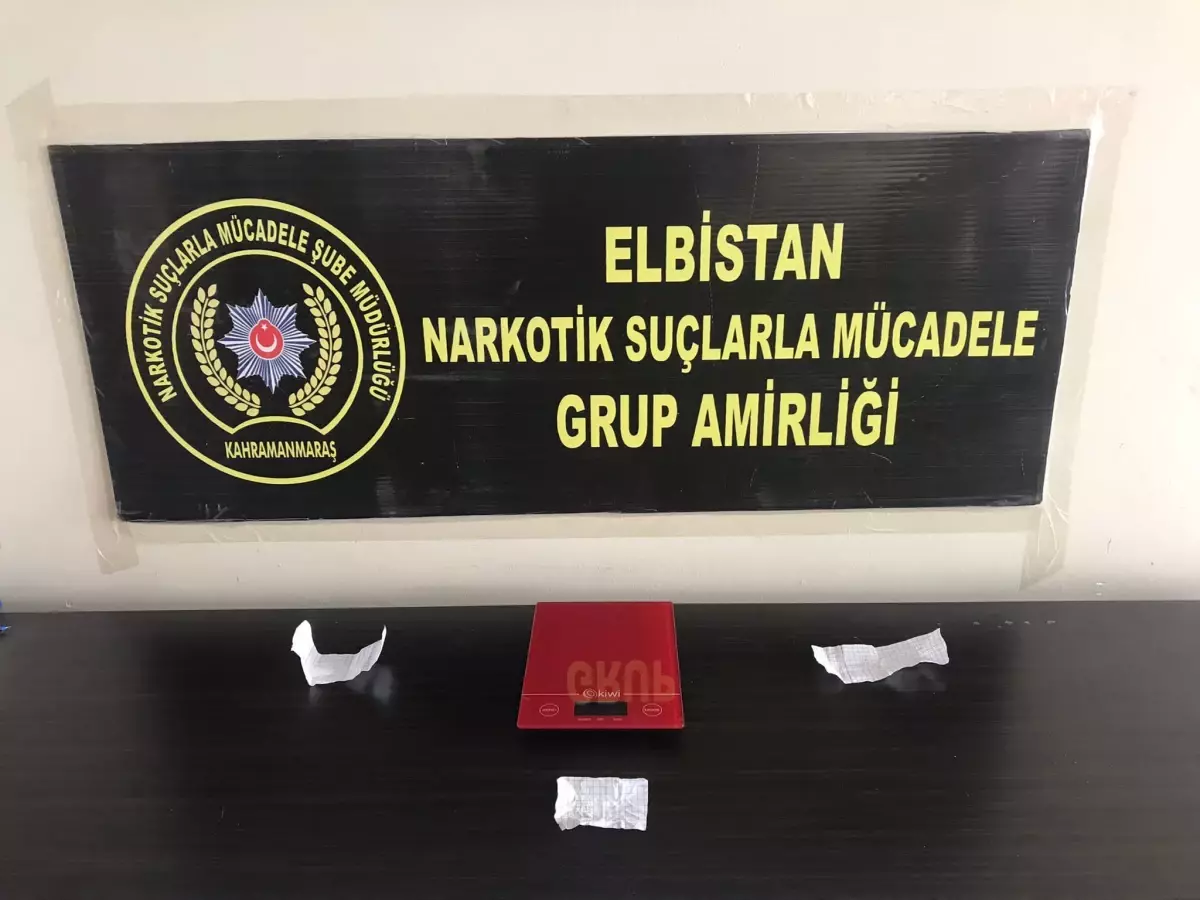 NARKOTİK SUÇLARLA MÜCADELE ŞUBE MÜDÜRLÜĞÜ
KAHRAMANMARAŞ
ELBİSTAN
NARKOTİK SUÇLARLA MÜCADELE
GRUP AMİRLİĞİ
kiwi